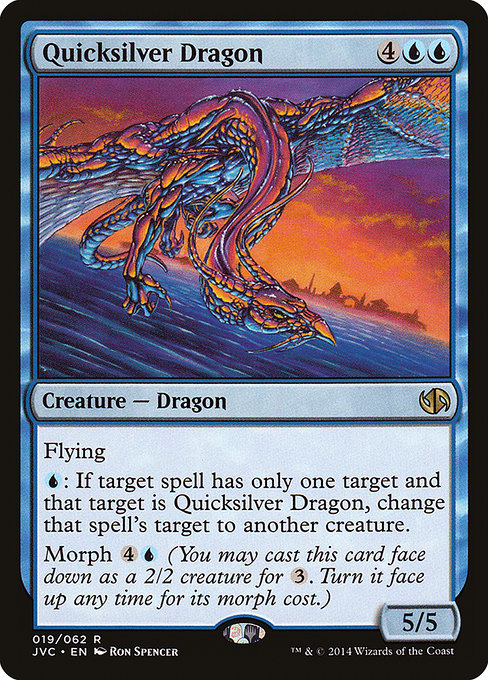 Quicksilver Dragon 4
Creature — Dragon
Flying
: If target spell has only one target and
that target is Quicksilver Dragon, change
that spell's target to another creature.
Morph 4 (You may cast this card face
down as a 2/2 creature for 3. Turn it face
up any time for its morph cost.)
5/5
019/062 R
JVC • EN Ron Spencer
™ & © 2014 Wizards of the Coast